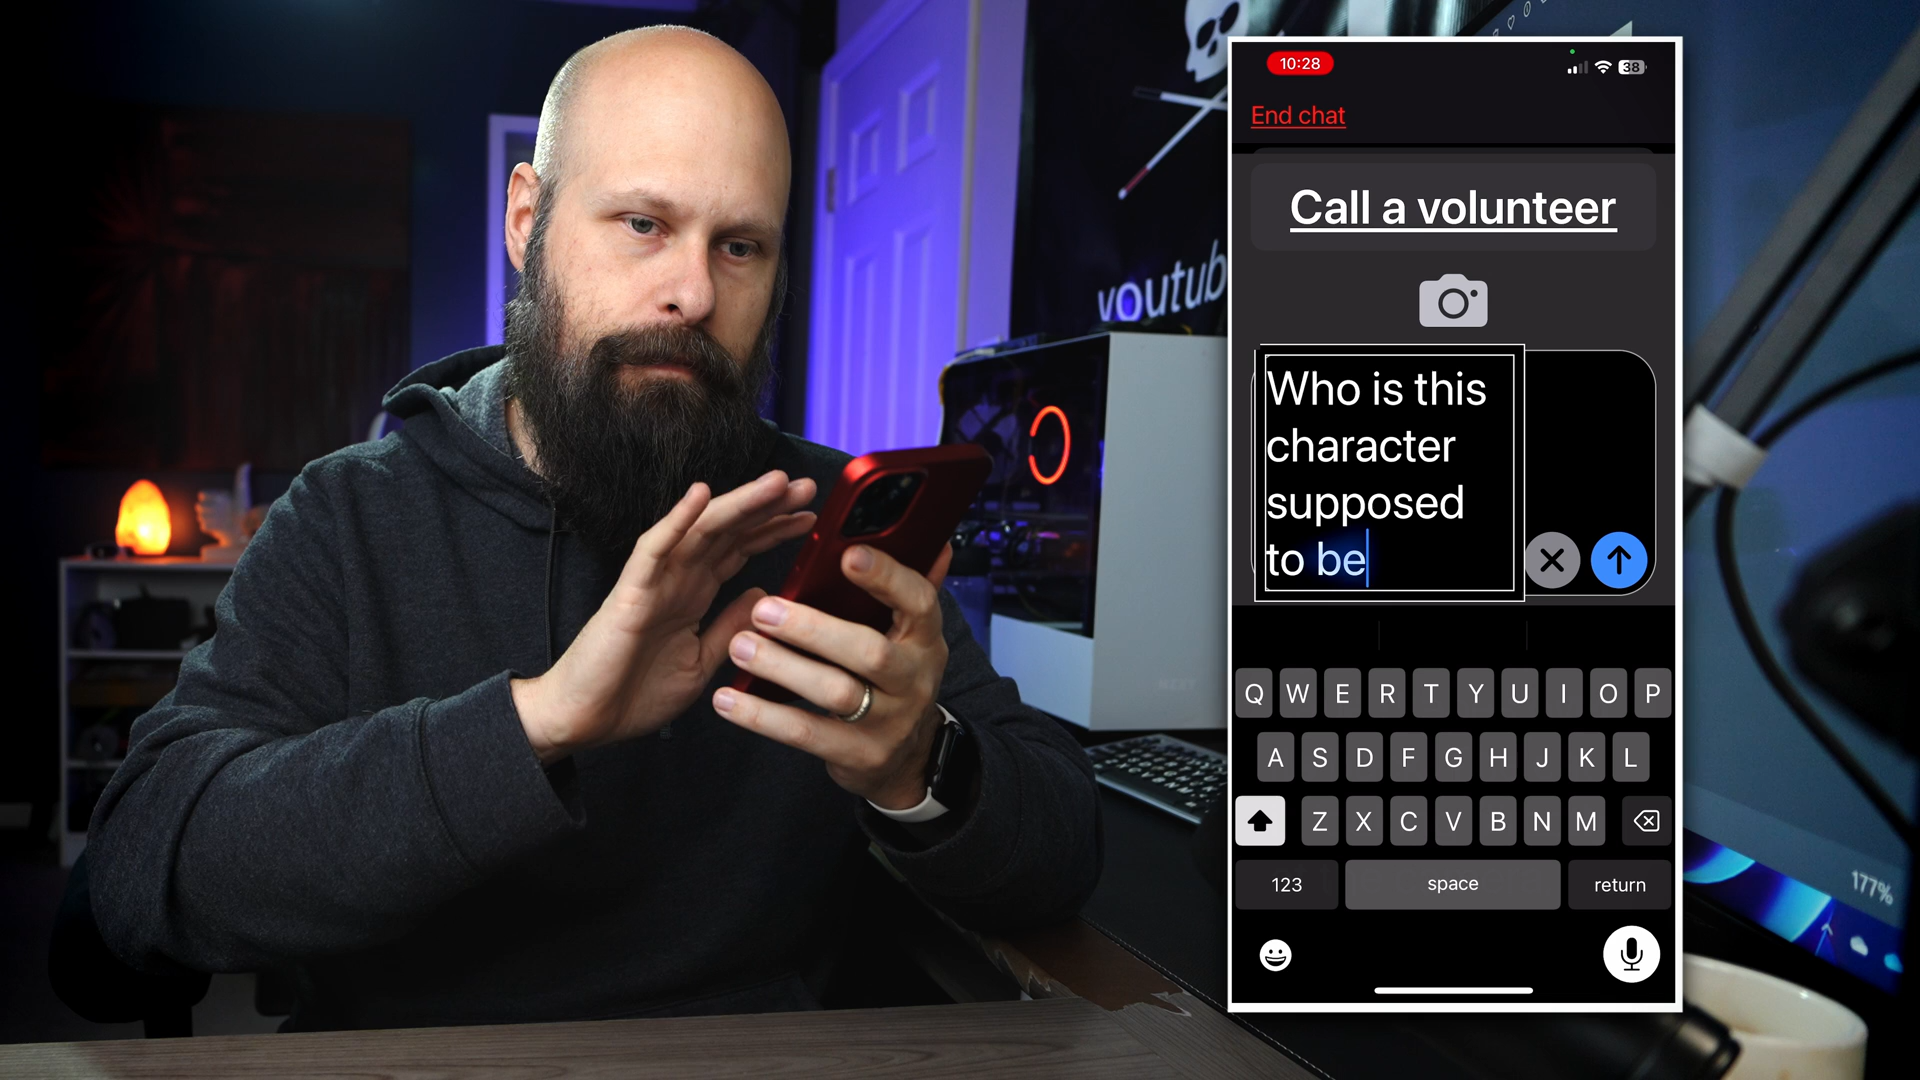 10:28
38
End chat
Call a volunteer
Who is this
character
supposed
to be
Q W E R T Y U I O P
A S D F G H J K L
Z X C V B N M
123 space return
youtub
177%